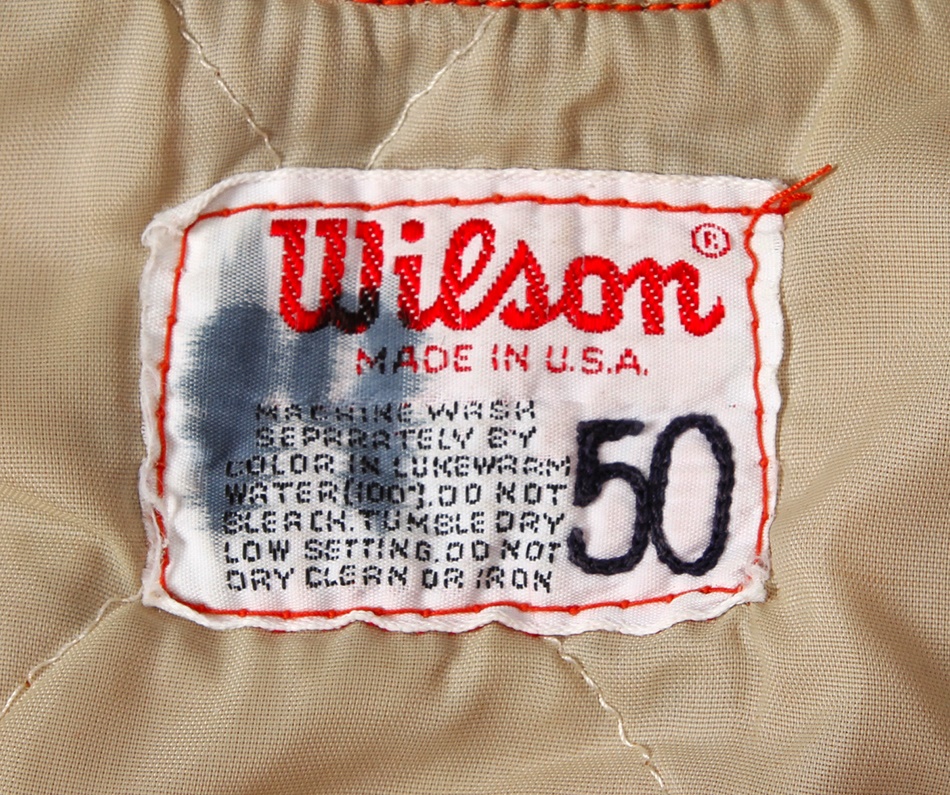 Wilson ®
MADE IN U.S.A.
MACHINE WASH
SEPARATELY BY
COLOR IN LUKEWARM
WATER(100°).DO NOT
BLEACH.TUMBLE DRY
LOW SETTING.DO NOT
DRY CLEAN OR IRON
50